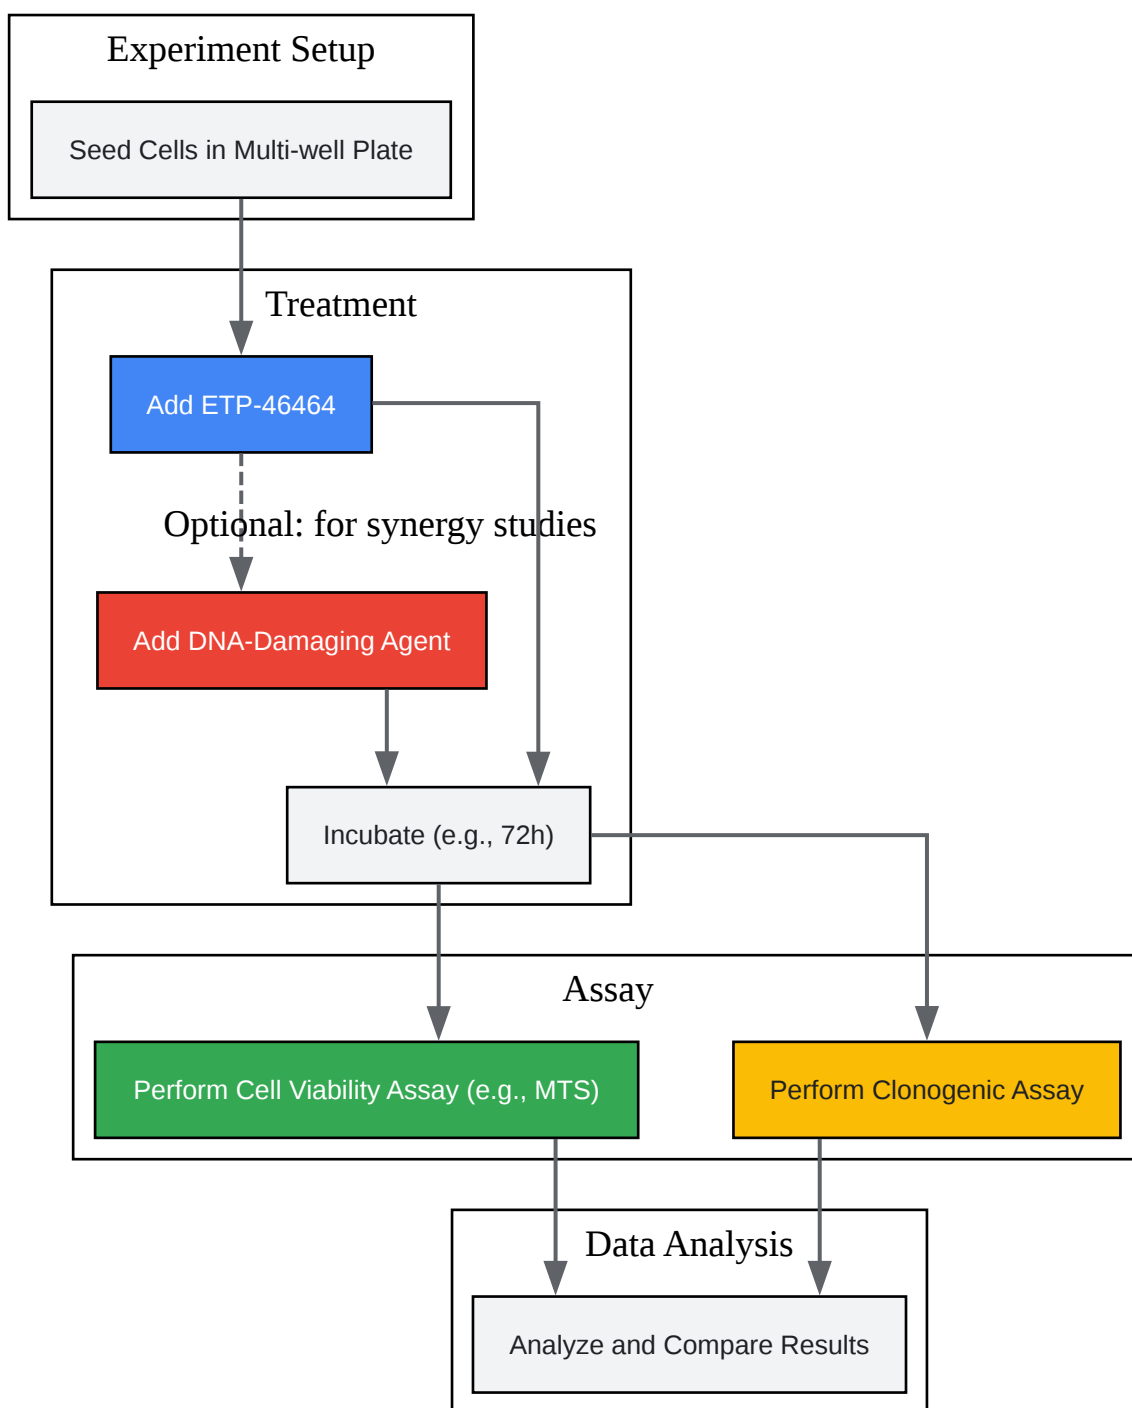 Experiment Setup
Seed Cells in Multi-well Plate
Treatment
Add ETP-46464
Optional: for synergy studies
Add DNA-Damaging Agent
Incubate (e.g., 72h)
Assay
Perform Cell Viability Assay (e.g., MTS)
Perform Clonogenic Assay
Data Analysis
Analyze and Compare Results